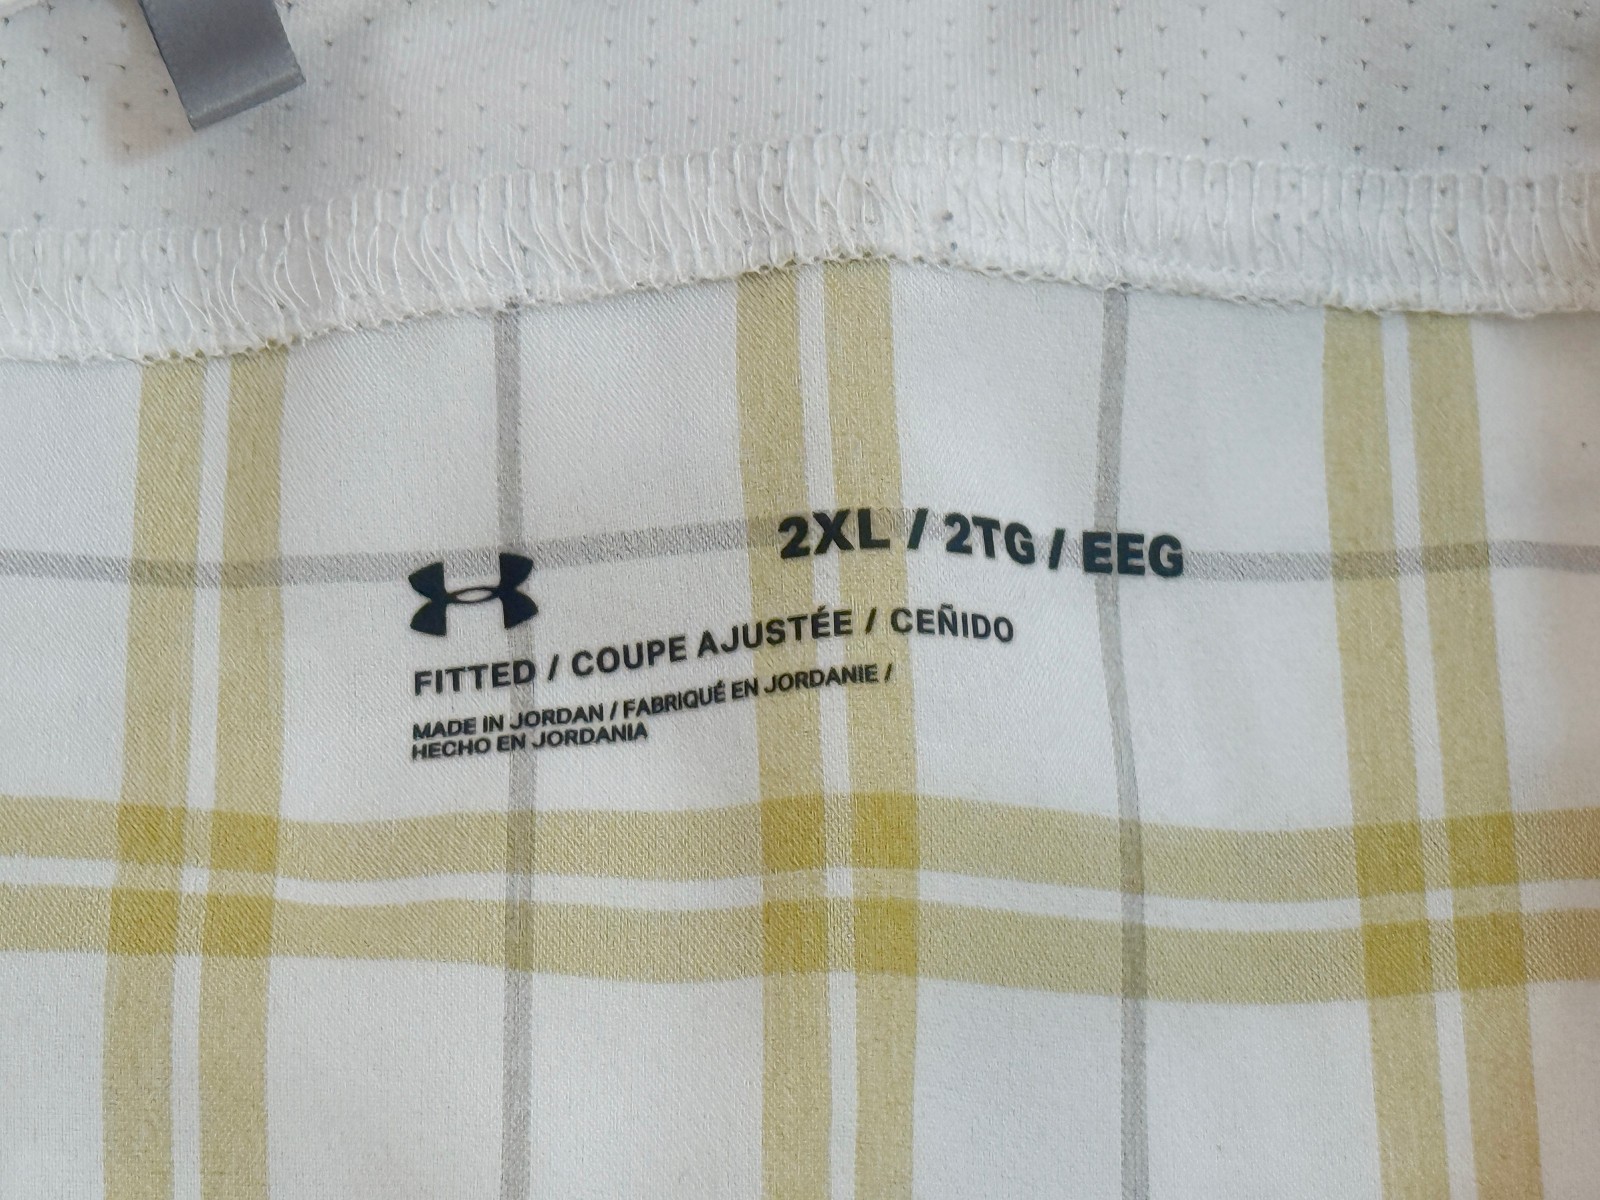 2XL / 2TG / EEG
FITTED / COUPE AJUSTÉE / CEÑIDO
MADE IN JORDAN / FABRIQUÉ EN JORDANIE /
HECHO EN JORDANIA